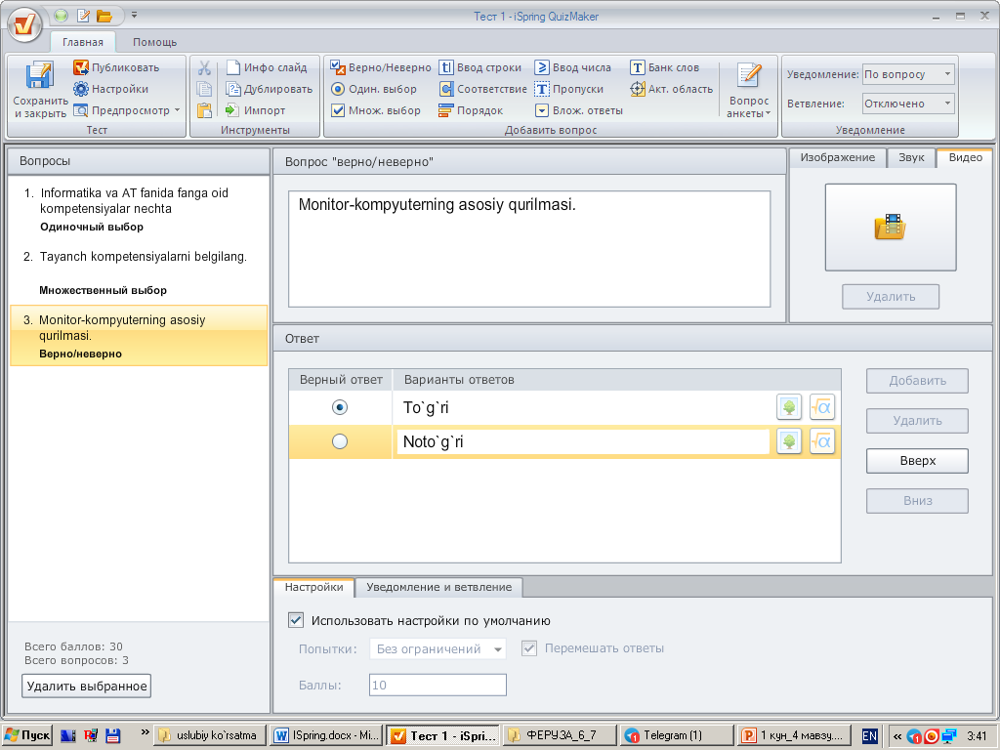 Тест 1 - iSpring QuizMaker
Главная Помощь
Сохранить и закрыть
Публиковать
Настройки
Предпросмотр
Тест
Инфо слайд
Дублировать
Импорт
Инструменты
Верно/Неверно Ввод строки Ввод числа Банк слов
Один. выбор Соответствие Пропуски Акт. область
Множ. выбор Порядок Влож. ответы
Вопрос анкеты
Добавить вопрос
Уведомление: По вопросу
Ветвление: Отключено
Уведомление
Вопросы
1. Informatika va AT fanida fanga oid
kompetensiyalar nechta
Одиночный выбор
2. Tayanch kompetensiyalarni belgilang.
Множественный выбор
3. Monitor-kompyuterning asosiy
qurilmasi.
Верно/неверно
Всего баллов: 30
Всего вопросов: 3
Удалить выбранное
Вопрос "верно/неверно"
Monitor-kompyuterning asosiy qurilmasi.
Изображение Звук Видео
Удалить
Ответ
Верный ответ Варианты ответов
To`g`ri
Noto`g`ri
Добавить
Удалить
Вверх
Вниз
Настройки Уведомление и ветвление
Использовать настройки по умолчанию
Попытки: Без ограничений Перемешать ответы
Баллы: 10
Пуск » uslubiy ko`rsatma ISpring.docx - Mi... Тест 1 - iSpri... ФЕРУЗА_6_7 Telegram (1) 1 кун_4 мавзу.... EN « 3:41